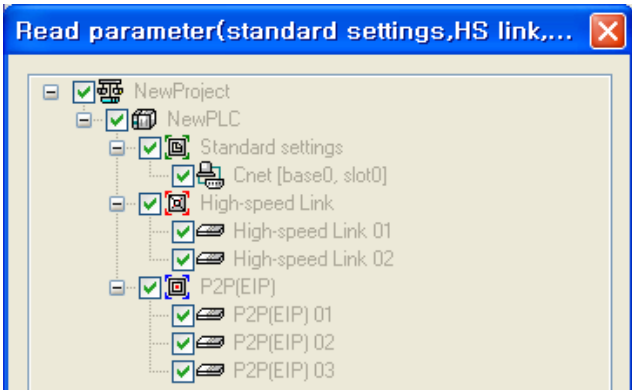 Read parameter(standard settings,HS link,...
NewProject
NewPLC
Standard settings
Cnet [base0, slot0]
High-speed Link
High-speed Link 01
High-speed Link 02
P2P(EIP)
P2P(EIP) 01
P2P(EIP) 02
P2P(EIP) 03